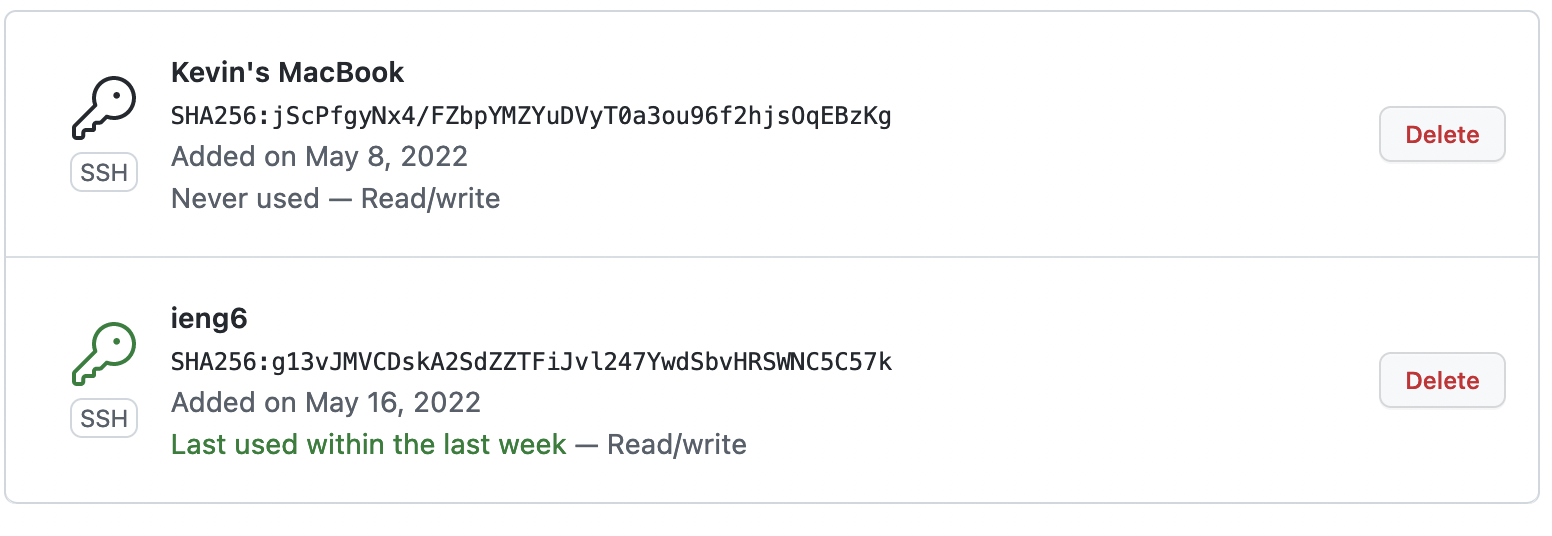 Kevin's MacBook
SHA256:jScPfgyNx4/FZbpYMZYuDVyT0a3ou96f2hjsOqEBzKg
Added on May 8, 2022
Never used — Read/write
SSH
Delete
ieng6
SHA256:g13vJMVCDskA2SdZZTFiJvl247YwdSbvHRSWNC5C57k
Added on May 16, 2022
Last used within the last week — Read/write
SSH
Delete